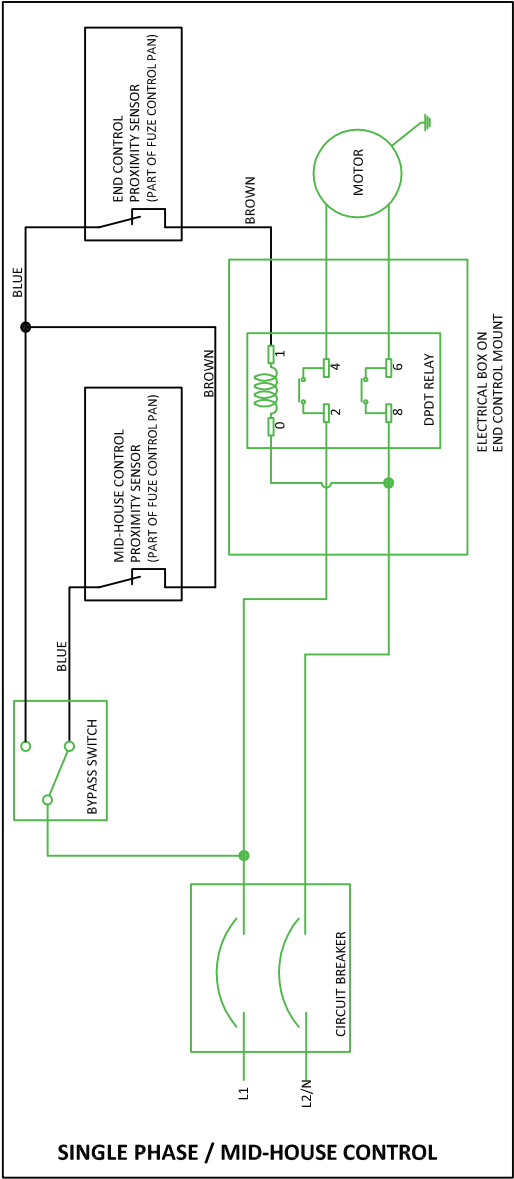 END CONTROL
PROXIMITY SENSOR
(PART OF FUZE CONTROL PAN)
BROWN
BLUE
MOTOR
BROWN
MID-HOUSE CONTROL
PROXIMITY SENSOR
(PART OF FUZE CONTROL PAN)
BLUE
1
0
4
2
6
8
DPDT RELAY
ELECTRICAL BOX ON
END CONTROL MOUNT
BYPASS SWITCH
CIRCUIT BREAKER
L1
L2/N
SINGLE PHASE / MID-HOUSE CONTROL